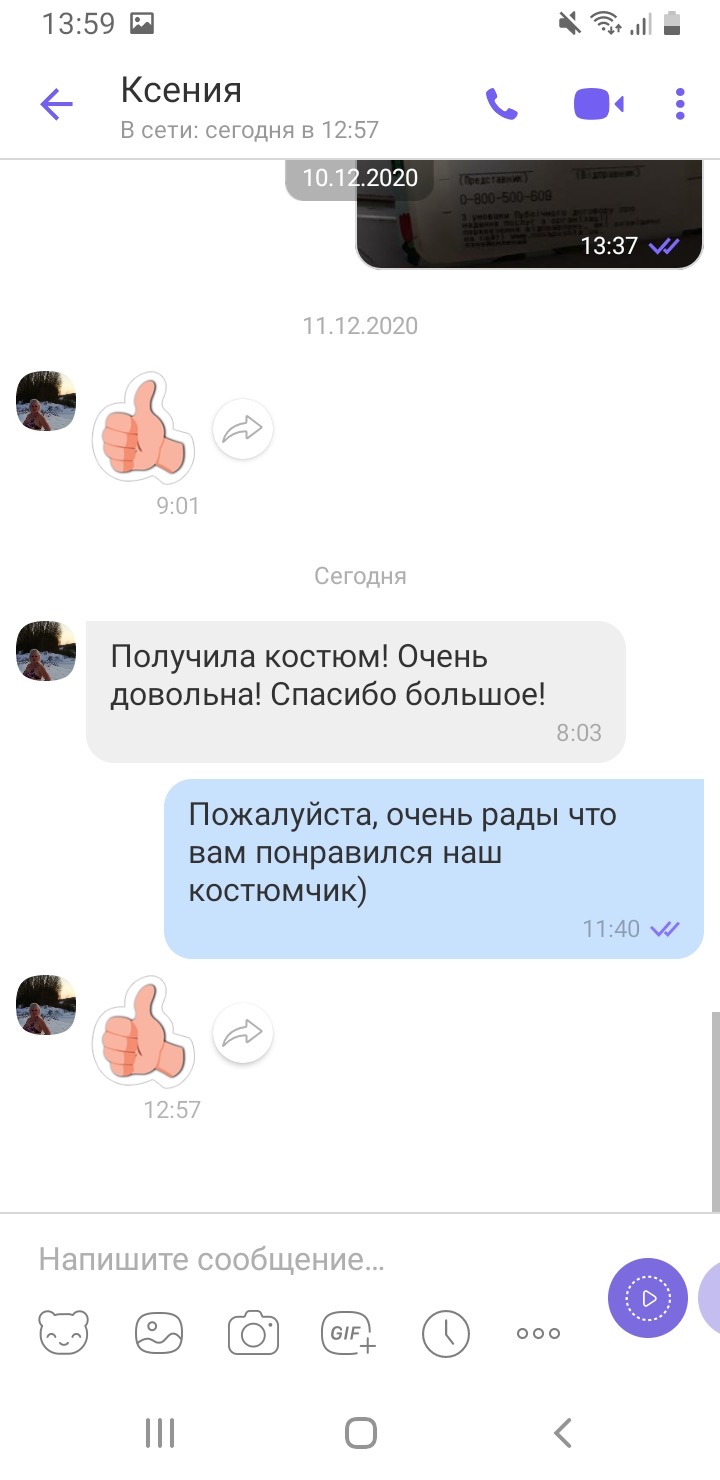 13:59
Ксения
В сети: сегодня в 12:57
10.12.2020
(Представник)
0-800-500-609
13:37
11.12.2020
9:01
Сегодня
Получила костюм! Очень
довольна! Спасибо большое!
8:03
Пожалуйста, очень рады что
вам понравился наш
костюмчик)
11:40
12:57
Напишите сообщение...
GIF